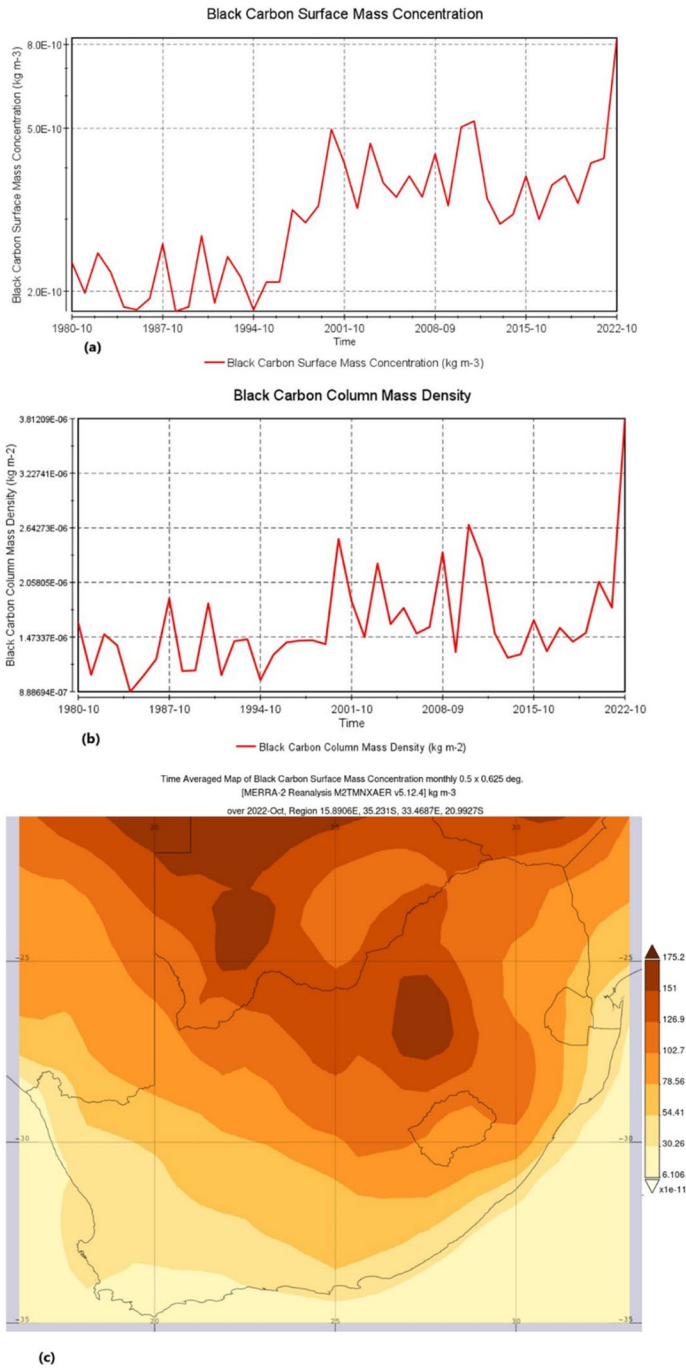 Black Carbon Surface Mass Concentration
Black Carbon Surface Mass Concentration (kg m-3)
8.0E-10
5.0E-10
2.0E-10
1980-10 1987-10 1994-10 2001-10 2008-09 2015-10 2022-10
Time
(a)
Black Carbon Surface Mass Concentration (kg m-3)
Black Carbon Column Mass Density
Black Carbon Column Mass Density (kg m-2)
3.81209E-06
3.22741E-06
2.64273E-06
2.05805E-06
1.47337E-06
8.88694E-07
1980-10 1987-10 1994-10 2001-10 2008-09 2015-10 2022-10
Time
(b)
Black Carbon Column Mass Density (kg m-2)
Time Averaged Map of Black Carbon Surface Mass Concentration monthly 0.5 x 0.625 deg.
[MERRA-2 Reanalysis M2TMNXAER v5.12.4] kg m-3
over 2022-Oct, Region 15.8906E, 35.231S, 33.4687E, 20.9927S
20 25 30
-25 -25
-30 -30
-35 20 25 30 -35
175.2
151
126.9
102.7
78.56
54.41
30.26
6.106
x1e-11
(c)